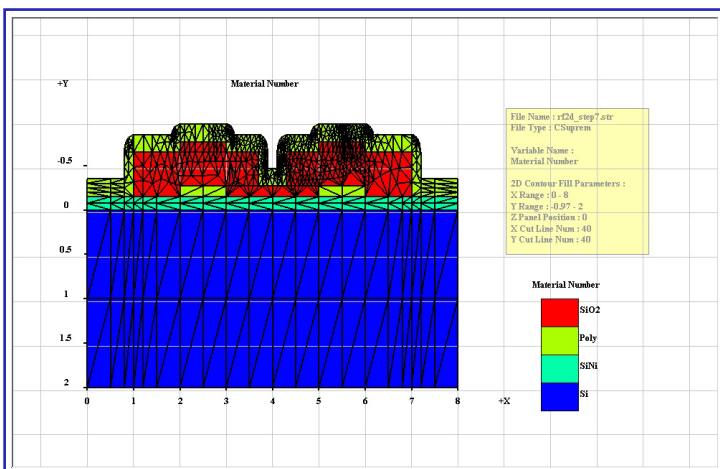 +Y
Material Number
File Name : rf2d_step7.str
File Type : CSuprem
Variable Name :
Material Number
2D Contour Fill Parameters :
X Range : 0 - 8
Y Range : -0.97 - 2
Z Panel Position : 0
X Cut Line Num : 40
Y Cut Line Num : 40
-0.5
0
0.5
1
1.5
2
0 1 2 3 4 5 6 7 8 +X
Material Number
SiO2
Poly
SiNi
Si